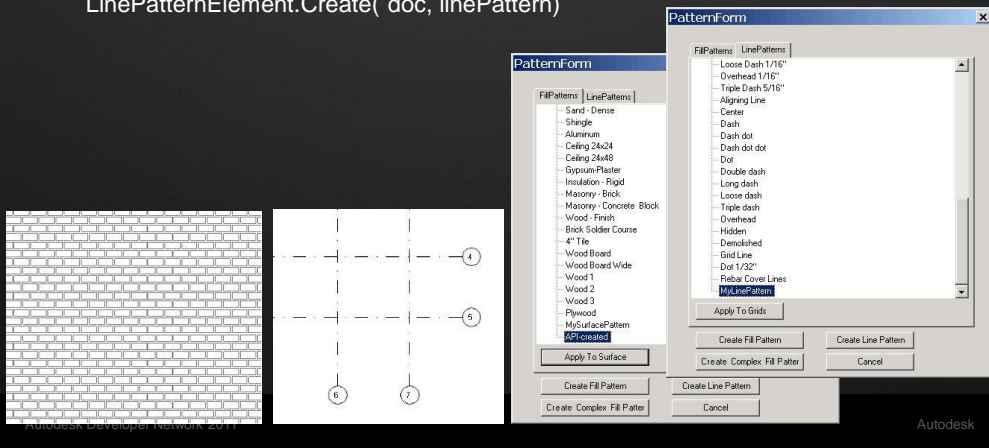 LinePatternElement.Create( doc, linePattern)
PatternForm
FillPatterns LinePatterns
Sand - Dense
Shingle
Aluminum
Ceiling 24x24
Ceiling 24x48
Gypsum-Plaster
Insulation - Rigid
Masonry - Brick
Masonry - Concrete Block
Wood - Finish
Brick Soldier Course
4" Tile
Wood Board
Wood Board Wide
Wood 1
Wood 2
Wood 3
Plywood
MySurfacePattern
API-created
Apply To Surface
Create Fill Pattern
Create Line Pattern
Create Complex Fill Patter
Cancel
PatternForm
FillPatterns LinePatterns
Loose Dash 1/16"
Overhead 1/16"
Triple Dash 5/16"
Aligning Line
Center
Dash
Dash dot
Dash dot dot
Dot
Double dash
Long dash
Loose dash
Triple dash
Overhead
Hidden
Demolished
Grid Line
Dot 1/32"
Rebar Cover Lines
MyLinePattern
Apply To Grids
Create Fill Pattern
Create Line Pattern
Create Complex Fill Patter
Cancel
4
5
6
7
Autodesk Developer Network 2011
Autodesk